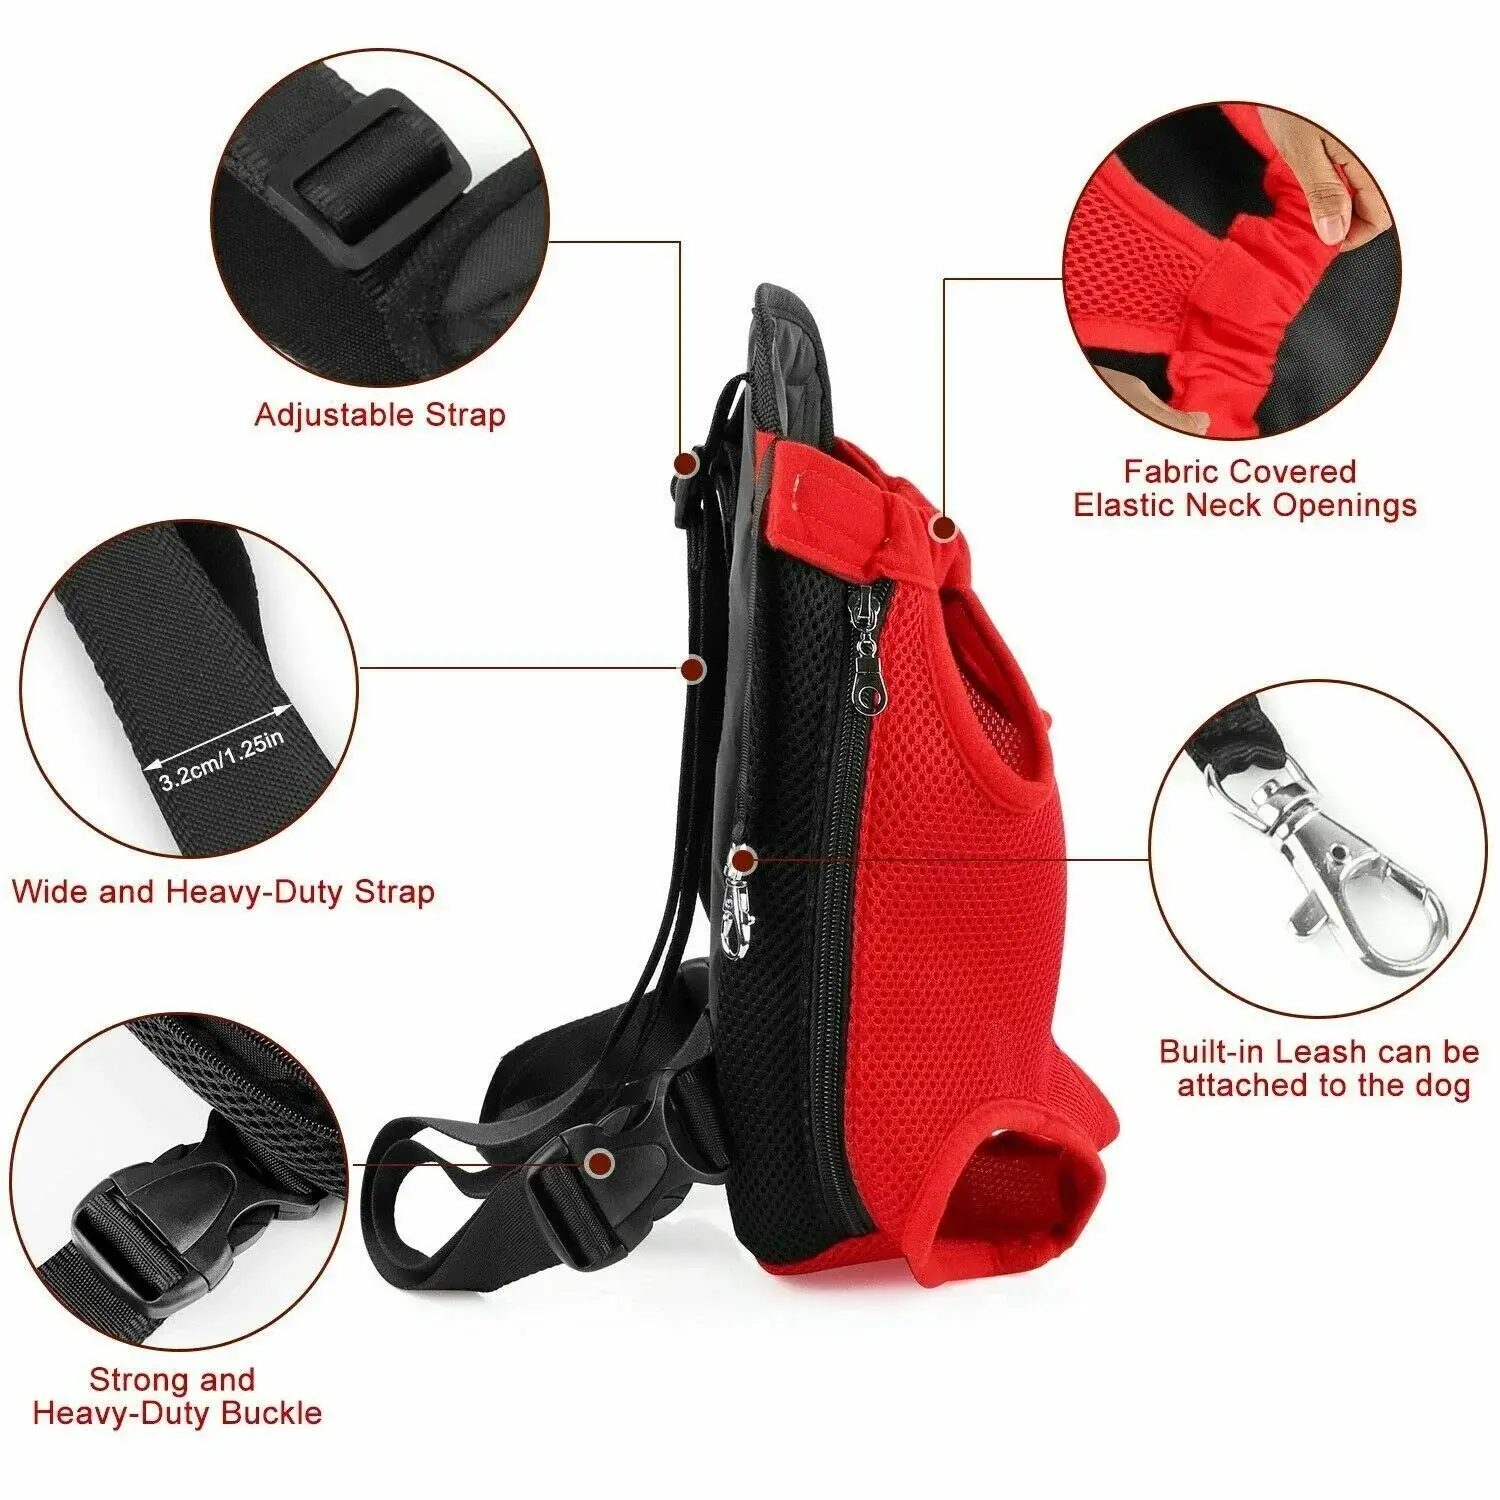 Adjustable Strap
Fabric Covered
Elastic Neck Openings
3.2cm/1.25in
Wide and Heavy-Duty Strap
Built-in Leash can be
attached to the dog
Strong and
Heavy-Duty Buckle